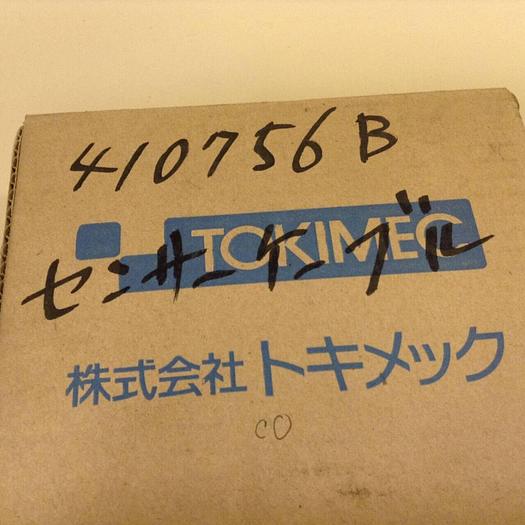 410756B
TOKIMEC
センサーケーブル
株式会社トキメック
CO